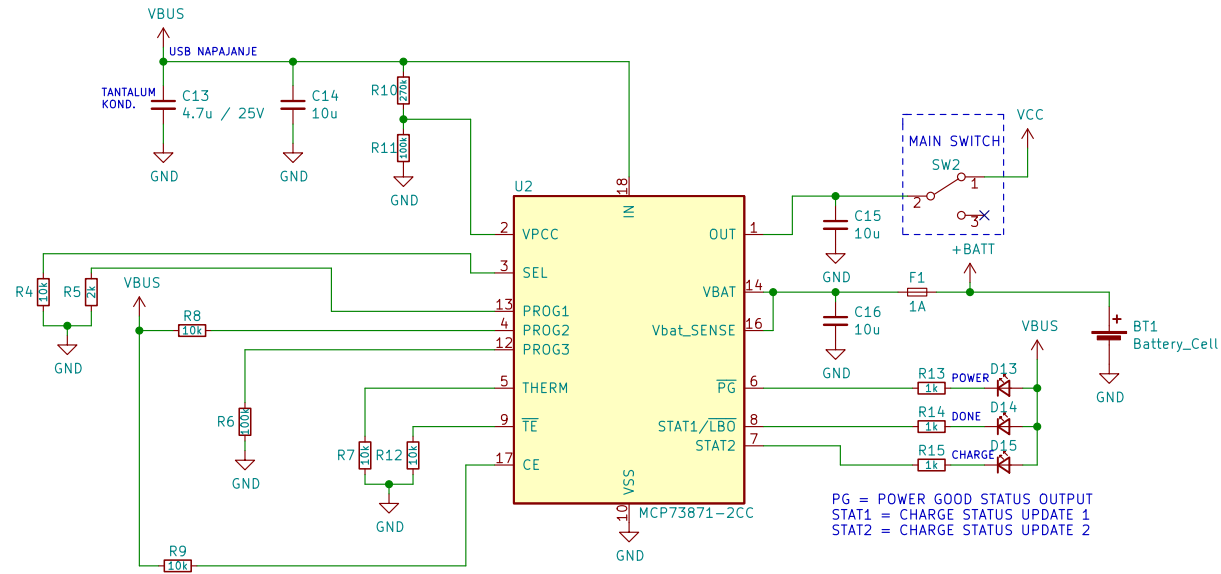 VBUS
USB NAPAJANJE
TANTALUM
KOND.
C13
4.7u / 25V
C14
10u
R10
270k
R11
100k
GND
GND
GND
VCC
MAIN SWITCH
SW2
1
2
3
U2
18
IN
2
VPCC
OUT
1
C15
10u
GND
+BATT
3
SEL
R4
10k
R5
2k
VBUS
GND
VBAT
14
F1
1A
13
PROG1
R8
10k
4
PROG2
Vbat_SENSE
16
C16
10u
GND
12
PROG3
VBUS
+
BT1
Battery_Cell
GND
5
THERM
PG
6
R13
1k
POWER
D13
R6
100k
GND
9
TE
STAT1/LBO
8
R14
1k
DONE
D14
STAT2
7
R7
10k
R12
10k
GND
17
CE
R15
1k
CHARGE
D15
VSS
10
MCP73871-2CC
GND
PG = POWER GOOD STATUS OUTPUT
STAT1 = CHARGE STATUS UPDATE 1
STAT2 = CHARGE STATUS UPDATE 2
R9
10k